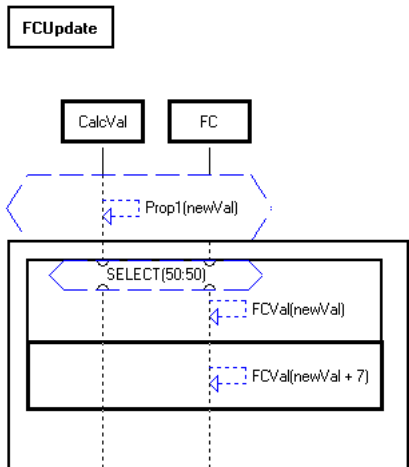 FCUpdate
CalcVal
FC
Prop1(newVal)
SELECT(50:50)
FCVal(newVal)
FCVal(newVal + 7)